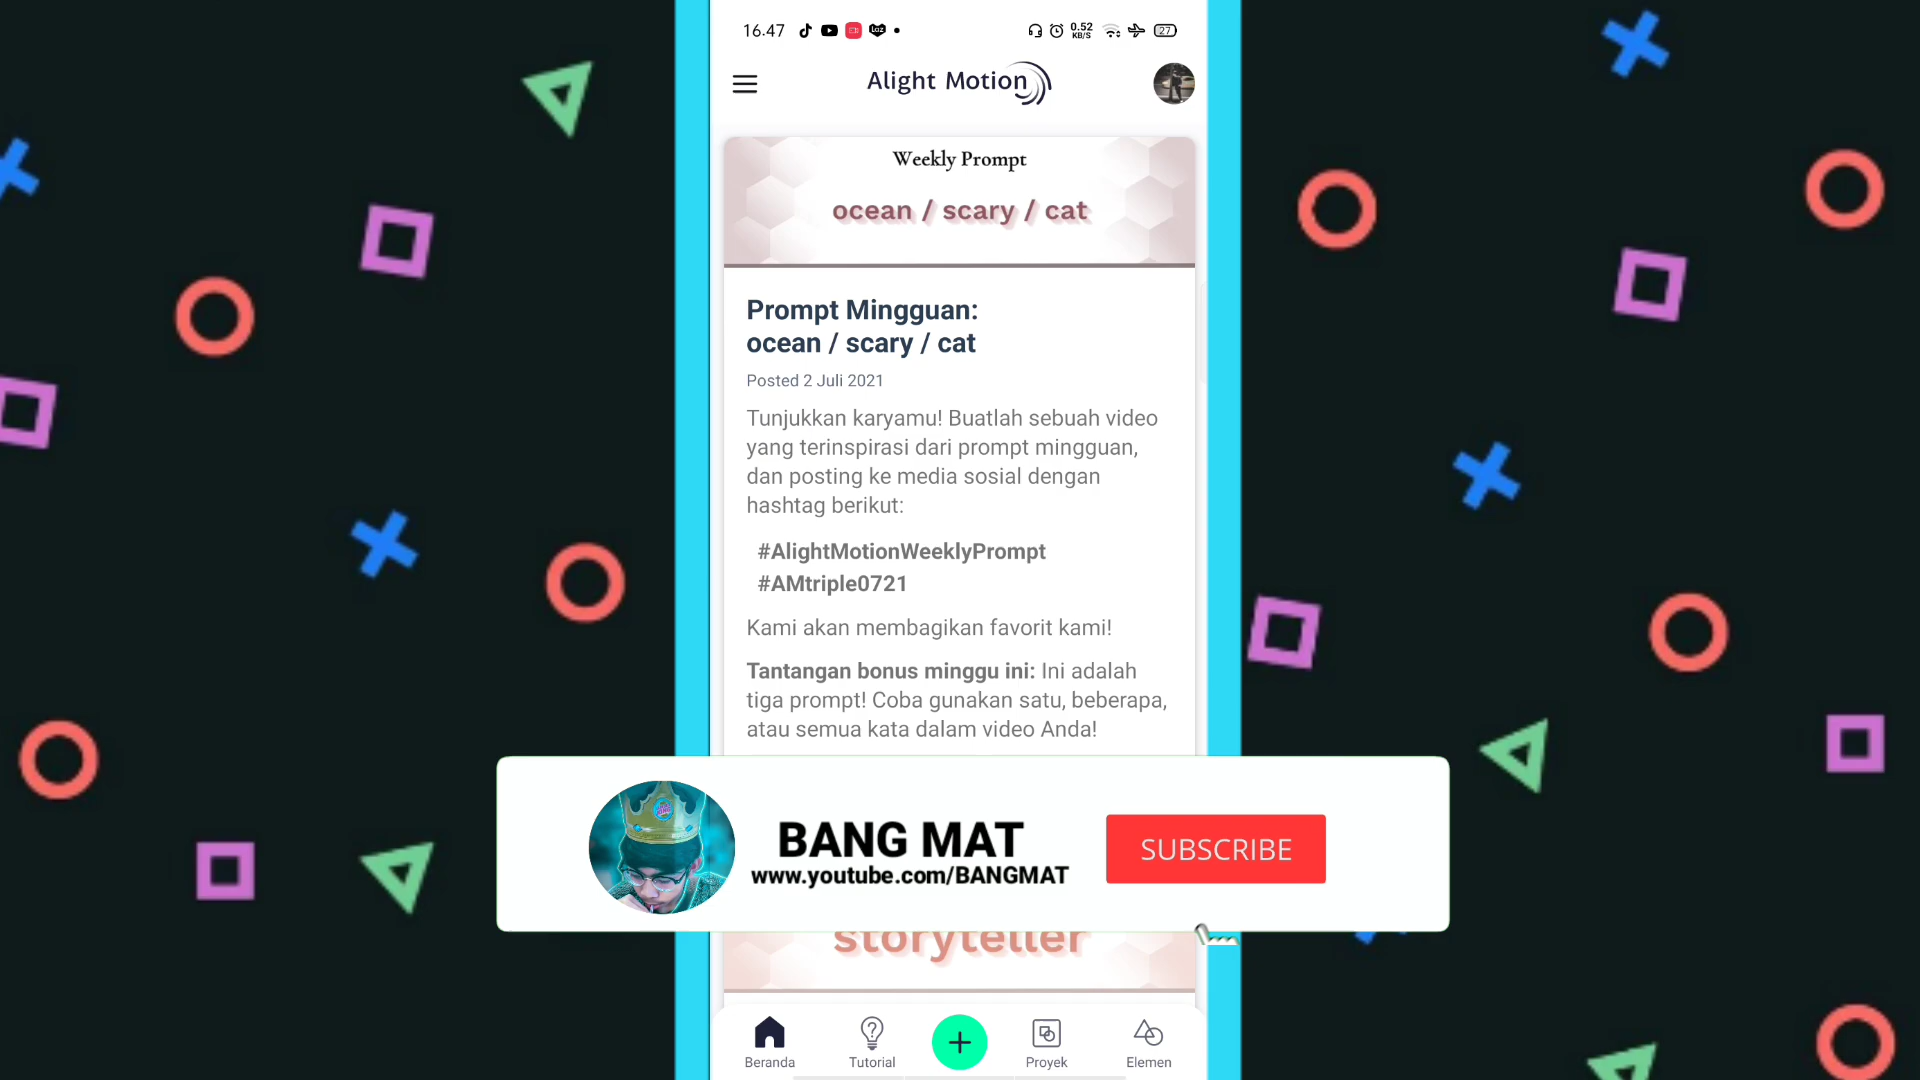 16.47
0.52
KB/S
27
Alight Motion
Weekly Prompt
ocean / scary / cat
Prompt Mingguan:
ocean / scary / cat
Posted 2 Juli 2021
Tunjukkan karyamu! Buatlah sebuah video
yang terinspirasi dari prompt mingguan,
dan posting ke media sosial dengan
hashtag berikut:
#AlightMotionWeeklyPrompt
#AMtriple0721
Kami akan membagikan favorit kami!
Tantangan bonus minggu ini: Ini adalah
tiga prompt! Coba gunakan satu, beberapa,
atau semua kata dalam video Anda!
BANG MAT
www.youtube.com/BANGMAT
SUBSCRIBE
storyteller
Beranda
Tutorial
Proyek
Elemen